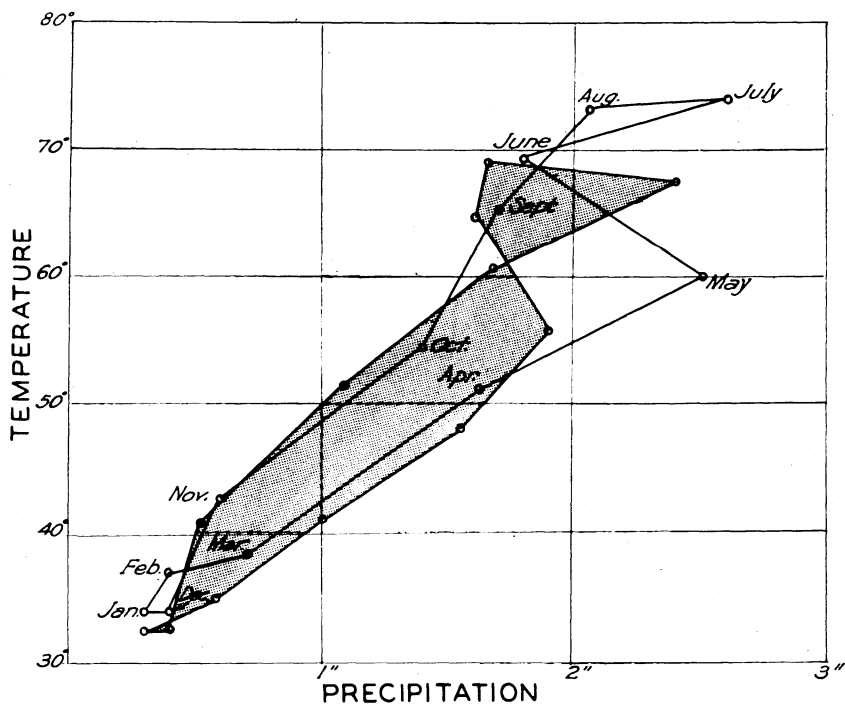 80°
Aug.
July
70°
June
Sept
TEMPERATURE
60°
May
Oct.
Apr.
50°
Nov.
40°
Mar.
Feb.
Dec.
Jan.
30°
1"
2"
3"
PRECIPITATION